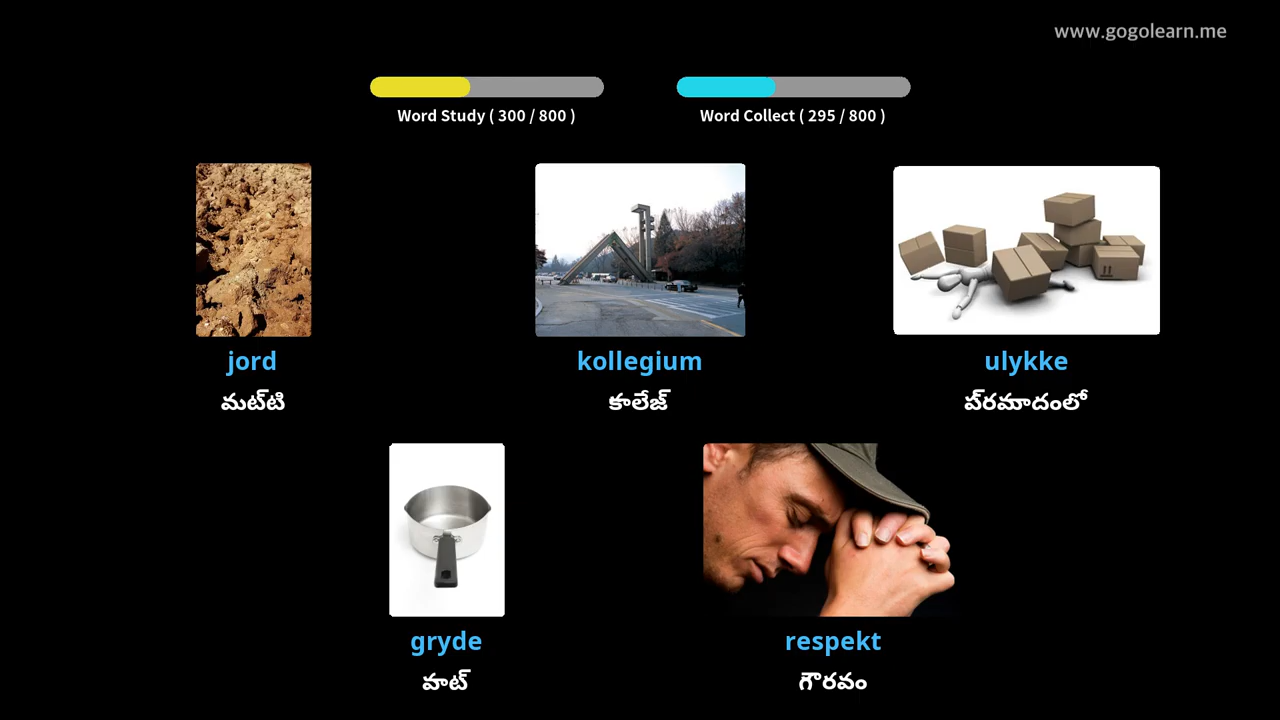 www.gogolearn.me
Word Study ( 300 / 800 )
Word Collect ( 295 / 800 )
jord
మట్టి
kollegium
కాలేజ్
ulykke
ప్రమాదంలో
gryde
హట్
respekt
గౌరవం